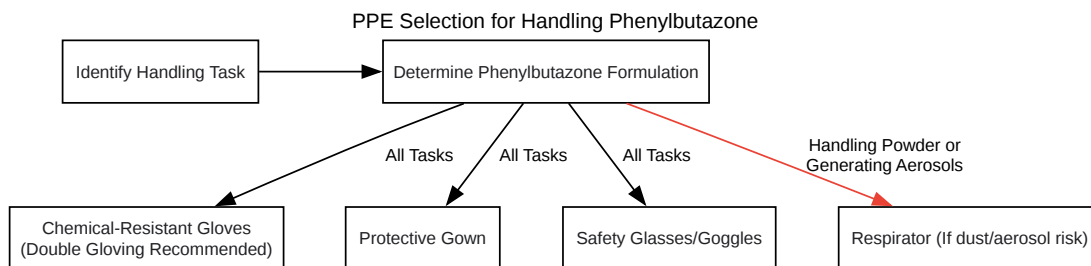 PPE Selection for Handling Phenylbutazone
Identify Handling Task
Determine Phenylbutazone Formulation
All Tasks
All Tasks
All Tasks
Handling Powder or
Generating Aerosols
Chemical-Resistant Gloves
(Double Gloving Recommended)
Protective Gown
Safety Glasses/Goggles
Respirator (If dust/aerosol risk)